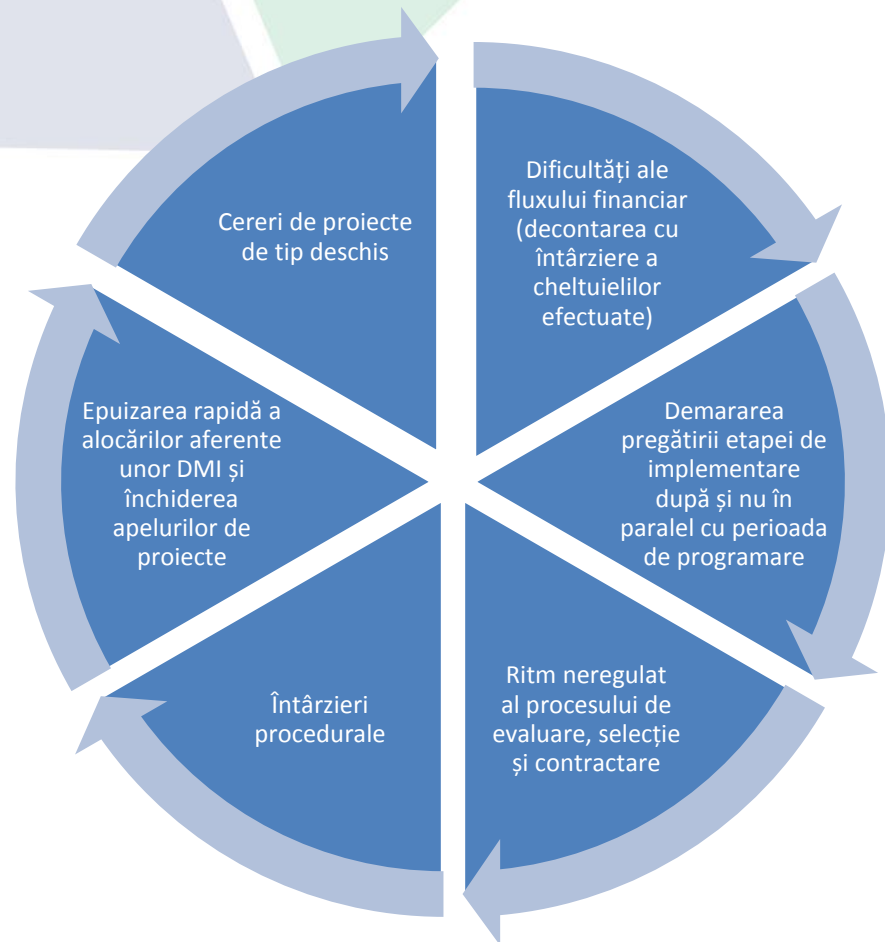 Dificultăți ale
fluxului financiar
(decontarea cu
întârziere a
cheltuielilor
efectuate)
Demararea
pregătirii etapei de
implementare
după și nu în
paralel cu perioada
de programare
Ritm neregulat
al procesului de
evaluare, selecție
și contractare
Întârzieri
procedurale
Epuizarea rapidă a
alocărilor aferente
unor DMI și
închiderea
apelurilor de
proiecte
Cereri de proiecte
de tip deschis